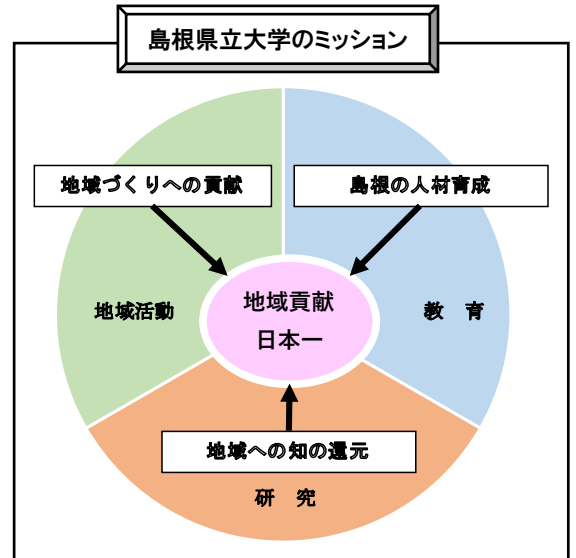 島根県立大学のミッション
地域づくりへの貢献
島根の人材育成
地域活動
地域貢献
日本一
教　育
地域への知の還元
研　究